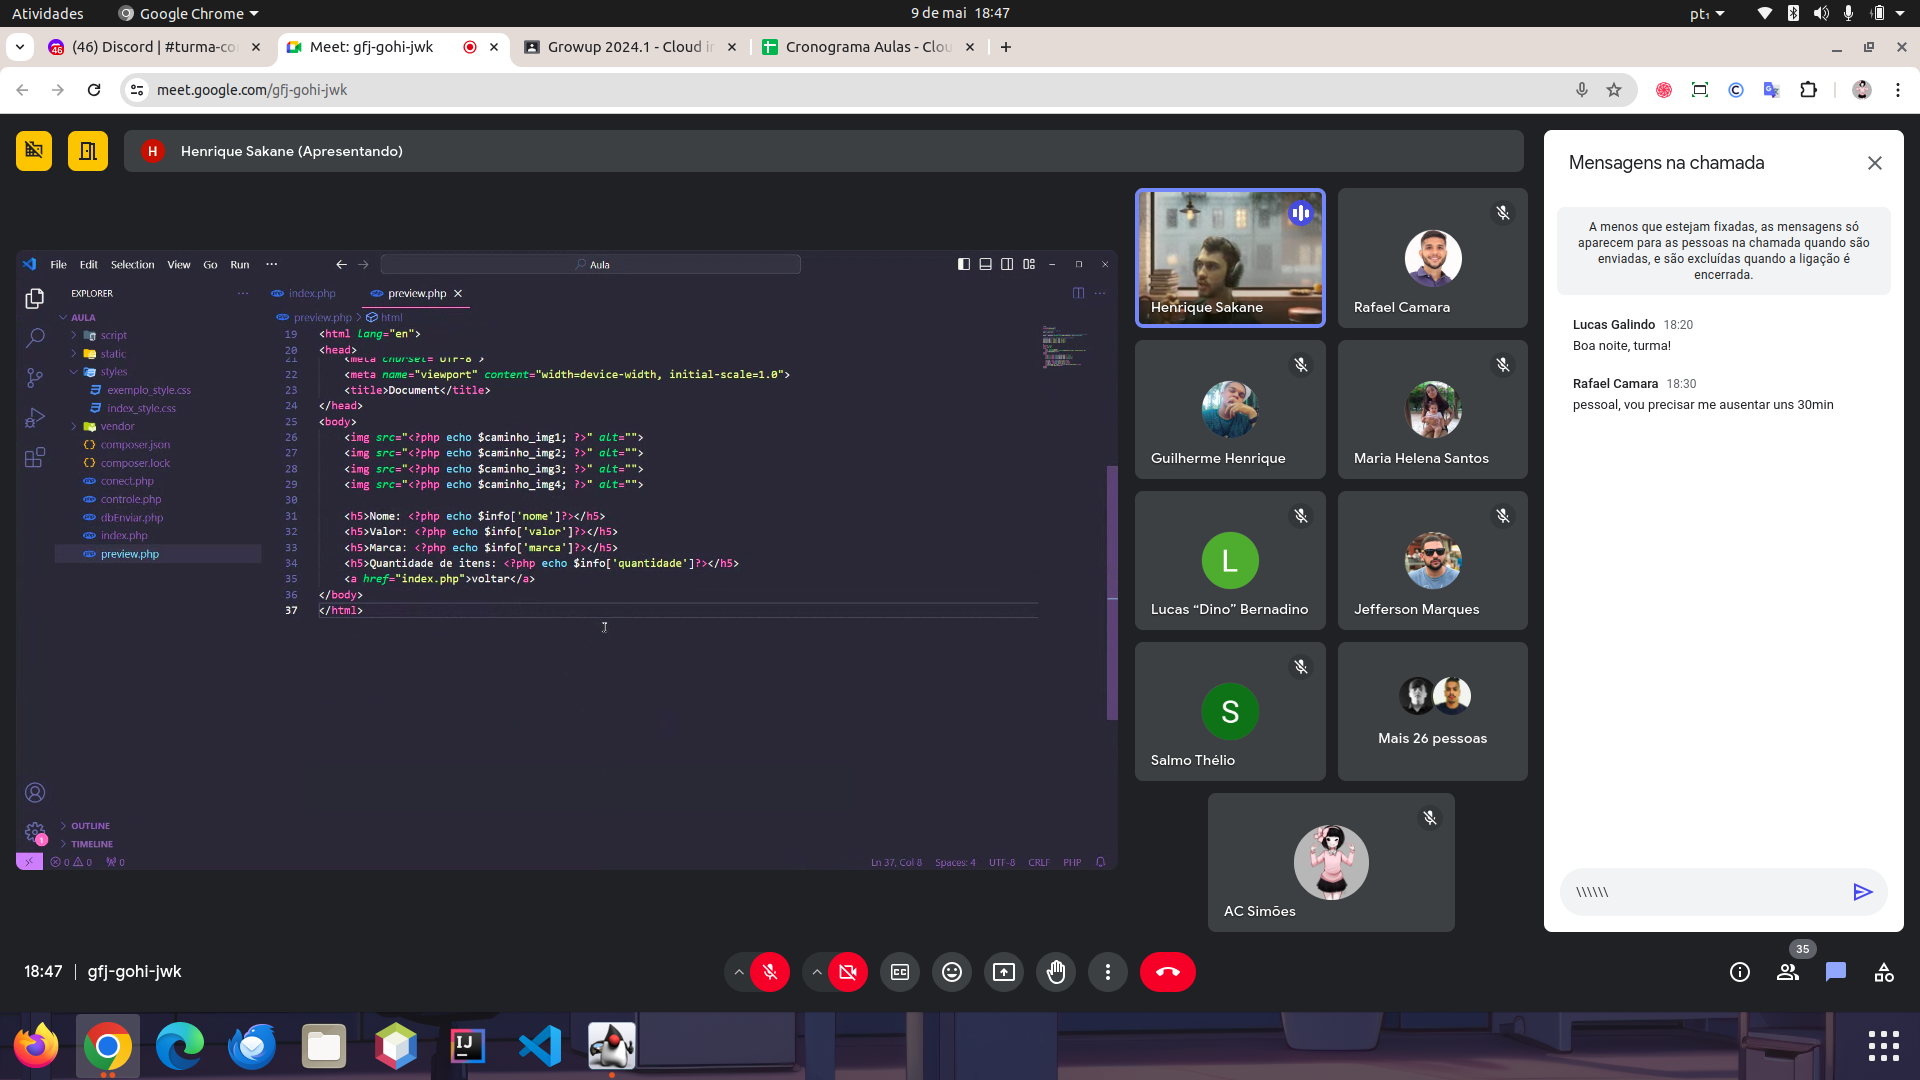 Atividades
Google Chrome
9 de mai 18:47
pt₁
(46) Discord | #turma-co
Meet: gfj-gohi-jwk
Growup 2024.1 - Cloud in
Cronograma Aulas - Clou
meet.google.com/gfj-gohi-jwk
H
Henrique Sakane (Apresentando)
File Edit Selection View Go Run ···
Aula
EXPLORER
AULA
script
static
styles
exemplo_style.css
index_style.css
vendor
composer.json
composer.lock
conect.php
controle.php
dbEnviar.php
index.php
preview.php
OUTLINE
TIMELINE
index.php
preview.php
preview.php > html
19 <html lang="en">
20 <head>
21 <meta charset="UTF-8">
22 <meta name="viewport" content="width=device-width, initial-scale=1.0">
23 <title>Document</title>
24 </head>
25 <body>
26 <img src="<?php echo $caminho_img1; ?>" alt="">
27 <img src="<?php echo $caminho_img2; ?>" alt="">
28 <img src="<?php echo $caminho_img3; ?>" alt="">
29 <img src="<?php echo $caminho_img4; ?>" alt="">
30
31 <h5>Nome: <?php echo $info['nome']?></h5>
32 <h5>Valor: <?php echo $info['valor']?></h5>
33 <h5>Marca: <?php echo $info['marca']?></h5>
34 <h5>Quantidade de itens: <?php echo $info['quantidade']?></h5>
35 <a href="index.php">voltar</a>
36 </body>
37 </html>
1
0 0 0
Ln 37, Col 8 Spaces: 4 UTF-8 CRLF PHP
Henrique Sakane
Rafael Camara
Guilherme Henrique
Maria Helena Santos
L
Lucas “Dino” Bernadino
Jefferson Marques
S
Salmo Thélio
Mais 26 pessoas
AC Simões
Mensagens na chamada
A menos que estejam fixadas, as mensagens só
aparecem para as pessoas na chamada quando são
enviadas, e são excluídas quando a ligação é
encerrada.
Lucas Galindo 18:20
Boa noite, turma!
Rafael Camara 18:30
pessoal, vou precisar me ausentar uns 30min
\\\\\\
18:47 | gfj-gohi-jwk
35
IJ